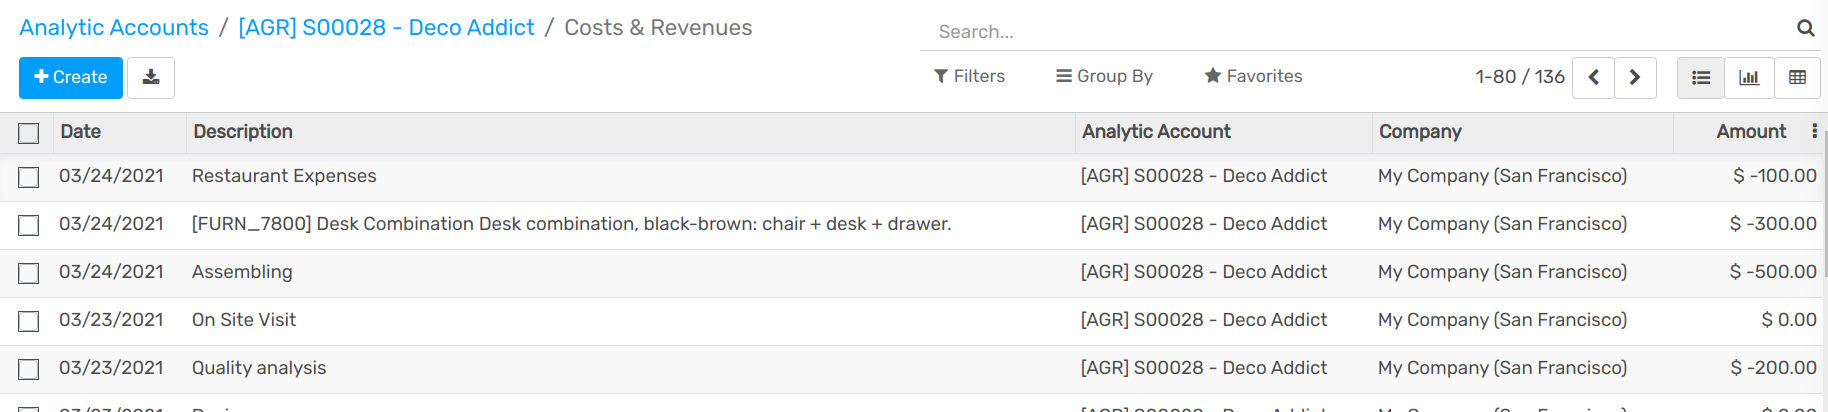 Analytic Accounts / [AGR] S00028 - Deco Addict / Costs & Revenues
Search...
Create
Filters Group By Favorites 1-80 / 136
Date Description Analytic Account Company Amount
03/24/2021 Restaurant Expenses [AGR] S00028 - Deco Addict My Company (San Francisco) $ -100.00
03/24/2021 [FURN_7800] Desk Combination Desk combination, black-brown: chair + desk + drawer. [AGR] S00028 - Deco Addict My Company (San Francisco) $ -300.00
03/24/2021 Assembling [AGR] S00028 - Deco Addict My Company (San Francisco) $ -500.00
03/23/2021 On Site Visit [AGR] S00028 - Deco Addict My Company (San Francisco) $ 0.00
03/23/2021 Quality analysis [AGR] S00028 - Deco Addict My Company (San Francisco) $ -200.00